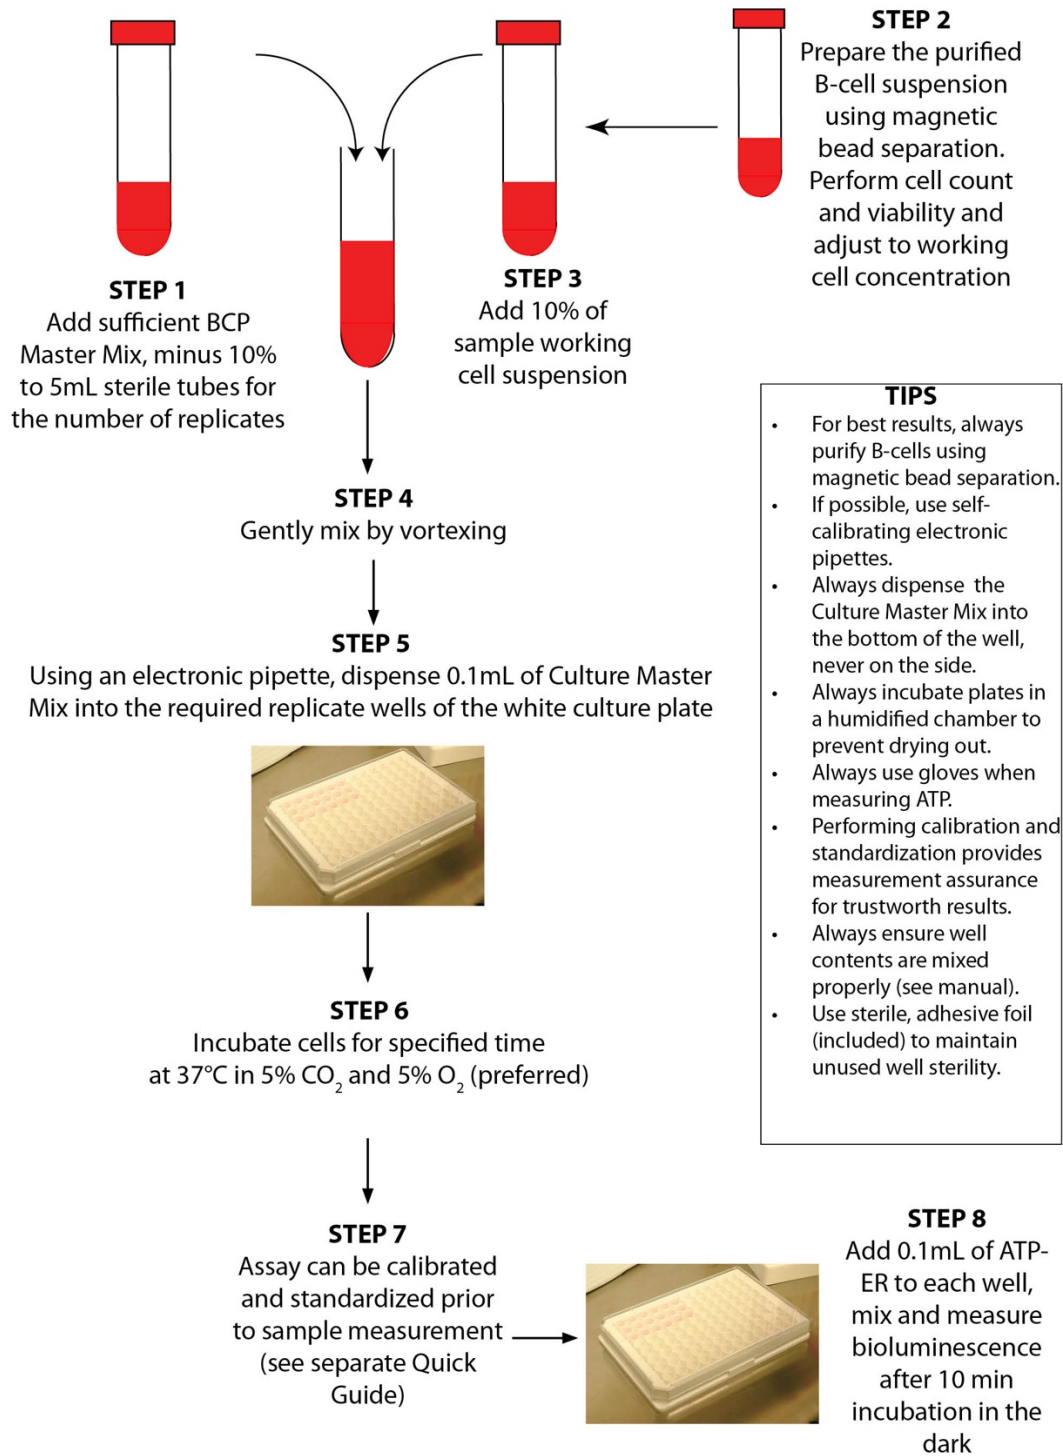 STEP 1
Add sufficient BCP
Master Mix, minus 10%
to 5mL sterile tubes for
the number of replicates
STEP 2
Prepare the purified
B-cell suspension
using magnetic
bead separation.
Perform cell count
and viability and
adjust to working
cell concentration
STEP 3
Add 10% of
sample working
cell suspension
STEP 4
Gently mix by vortexing
STEP 5
Using an electronic pipette, dispense 0.1mL of Culture Master
Mix into the required replicate wells of the white culture plate
STEP 6
Incubate cells for specified time
at 37°C in 5% CO₂ and 5% O₂ (preferred)
STEP 7
Assay can be calibrated
and standardized prior
to sample measurement
(see separate Quick
Guide)
STEP 8
Add 0.1mL of ATP-
ER to each well,
mix and measure
bioluminescence
after 10 min
incubation in the
dark
TIPS
• For best results, always
purify B-cells using
magnetic bead separation.
• If possible, use self-
calibrating electronic
pipettes.
• Always dispense the
Culture Master Mix into
the bottom of the well,
never on the side.
• Always incubate plates in
a humidified chamber to
prevent drying out.
• Always use gloves when
measuring ATP.
• Performing calibration and
standardization provides
measurement assurance
for trustworth results.
• Always ensure well
contents are mixed
properly (see manual).
• Use sterile, adhesive foil
(included) to maintain
unused well sterility.